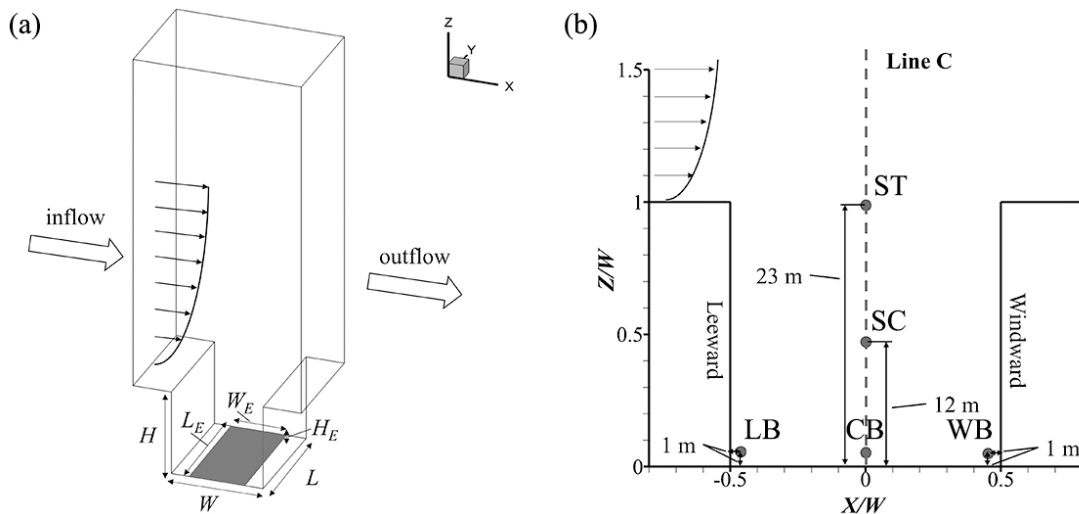 (a)
Z
Y
X
inflow
outflow
W_E
L_E
H_E
H
L
W
(b)
Line C
1.5
ST
1
23 m
Z/W
Leeward
Windward
SC
0.5
12 m
LB
CB
WB
1 m
1 m
0
-0.5
0
0.5
X/W